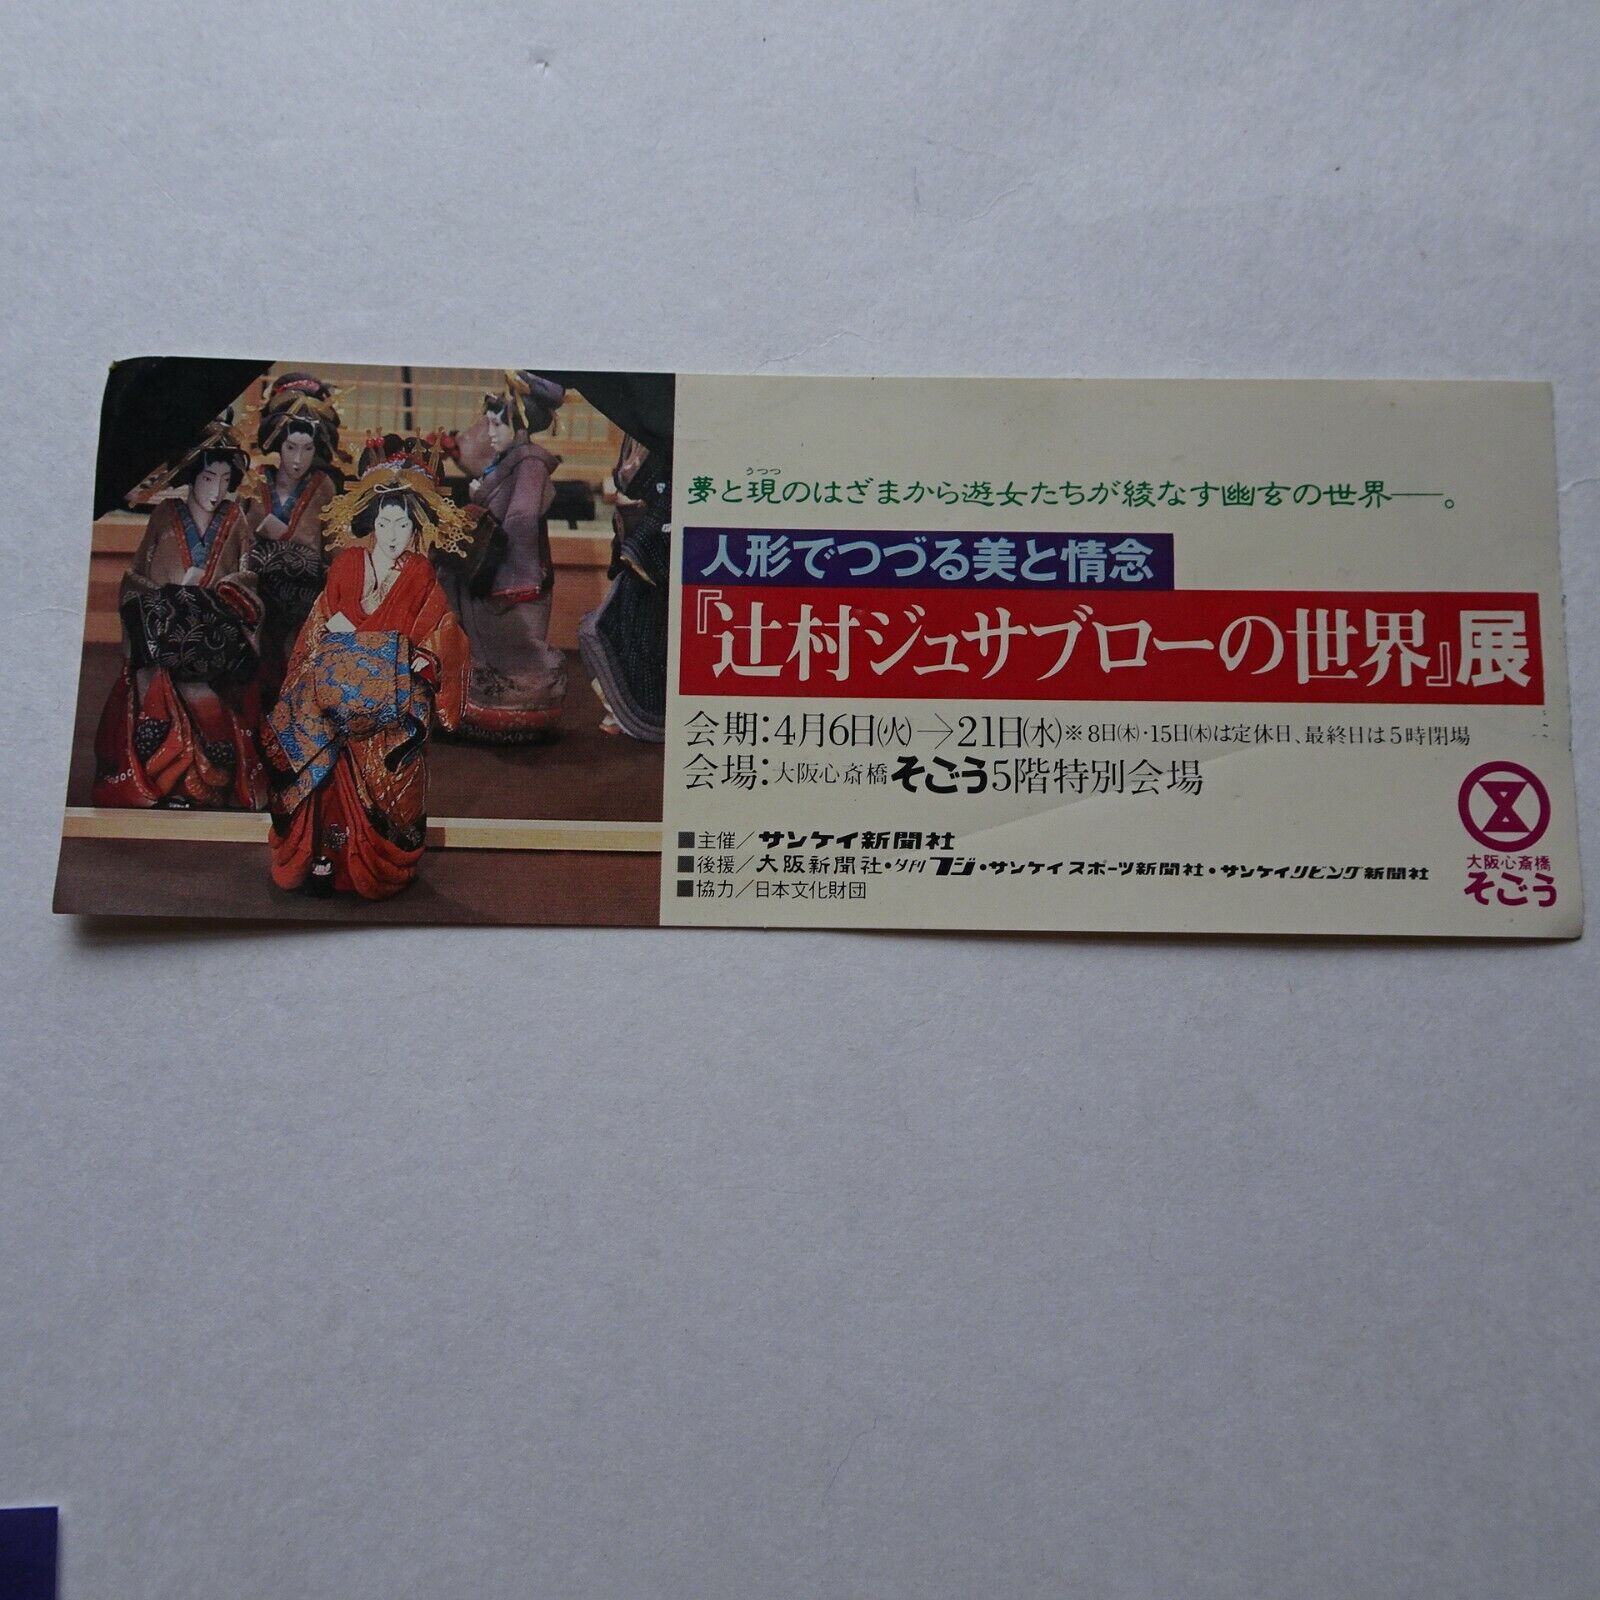 うつつ
夢と現のはざまから遊女たちが綾なす幽玄の世界──。
人形でつづる美と情念
『辻村ジュサブローの世界』展
会期:4月6日(火)→21日(水)※8日(木)・15日(木)は定休日、最終日は5時閉場
会場:大阪心斎橋そごう5階特別会場
■主催/サンケイ新聞社
■後援/大阪新聞社・夕刊フジ・サンケイスポーツ新聞社・サンケイリビング新聞社
■協力/日本文化財団
大阪心斎橋
そごう